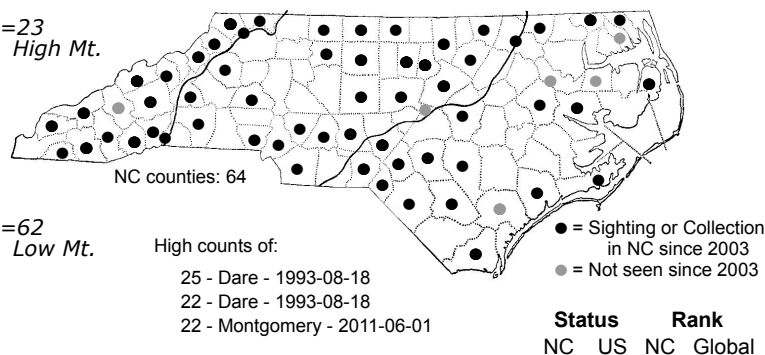 =23
High Mt.
NC counties: 64
=62
Low Mt.
High counts of:
25 - Dare - 1993-08-18
22 - Dare - 1993-08-18
22 - Montgomery - 2011-06-01
= Sighting or Collection
in NC since 2003
= Not seen since 2003
Status Rank
NC US NC Global